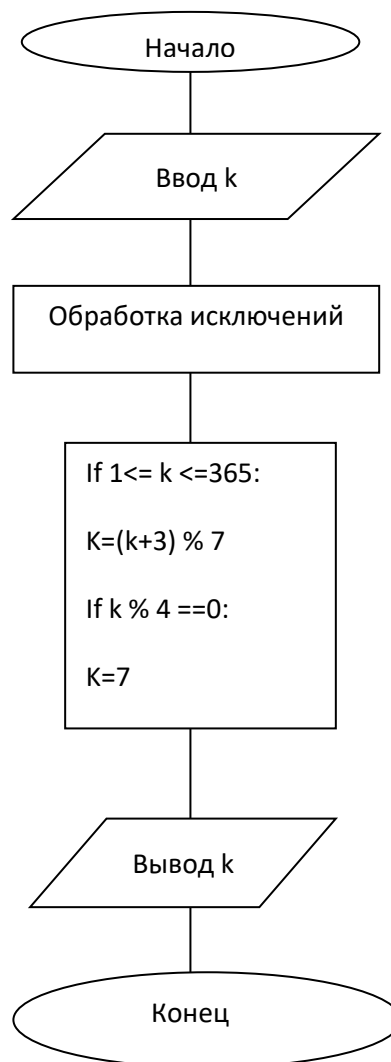 Начало
Ввод k
Обработка исключений
If 1<= k <=365:
K=(k+3) % 7
If k % 4 ==0:
K=7
Вывод k
Конец